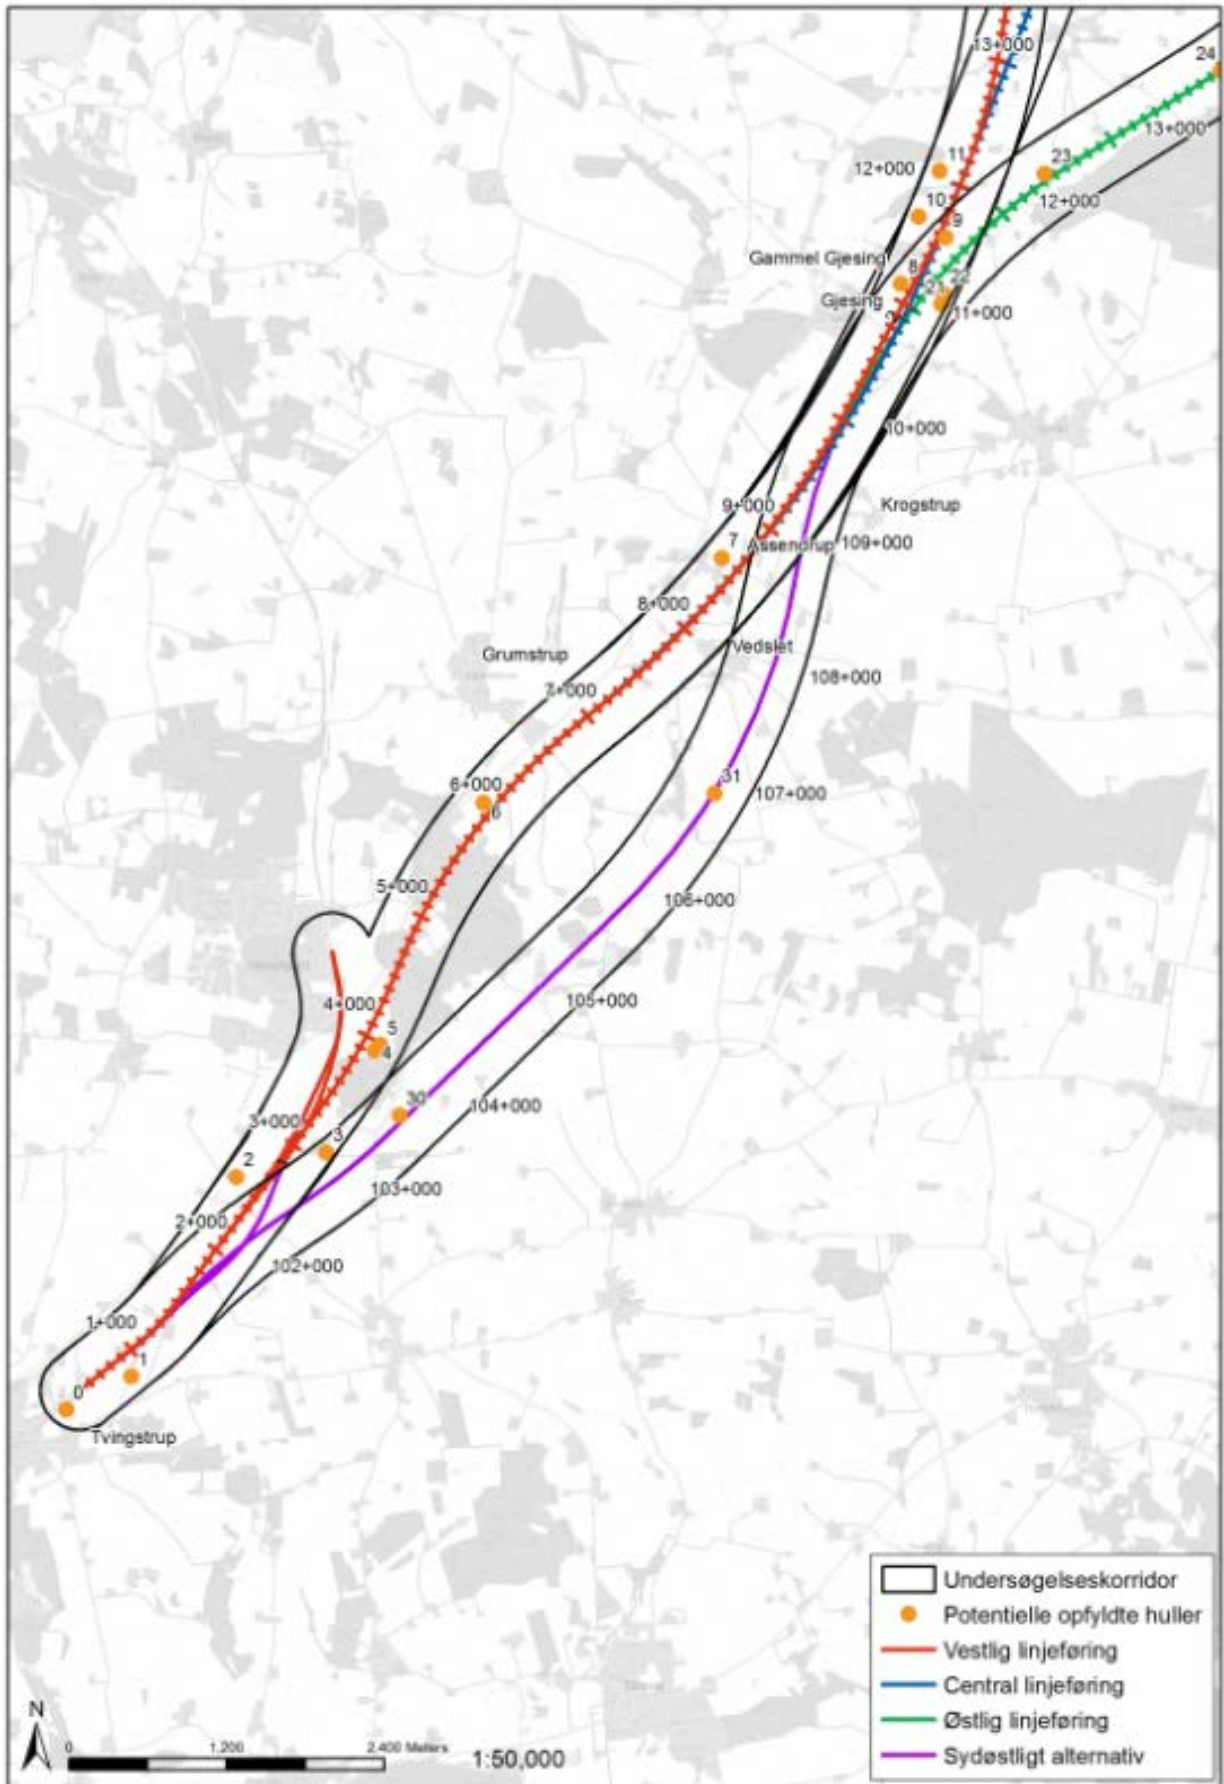 13+000
24
13+000
23
11
12+000
12+000
10
9
Gammel Gjesing
8
22
21
Gjesing
11+000
10+000
9+000
Krogstrup
7
Assendrup
109+000
8+000
Vedslet
Grumstrup
108+000
7+000
31
6+000
107+000
6
5+000
106+000
4+000
105+000
5
4
30
104+000
3+000
3
2
103+000
2+000
102+000
1+000
1
0
Tvingstrup
Undersøgelseskorridor
Potentielle opfyldte huller
Vestlig linjeføring
Central linjeføring
Østlig linjeføring
Sydøstligt alternativ
N
0 1.200 2.400 Meters
1:50,000